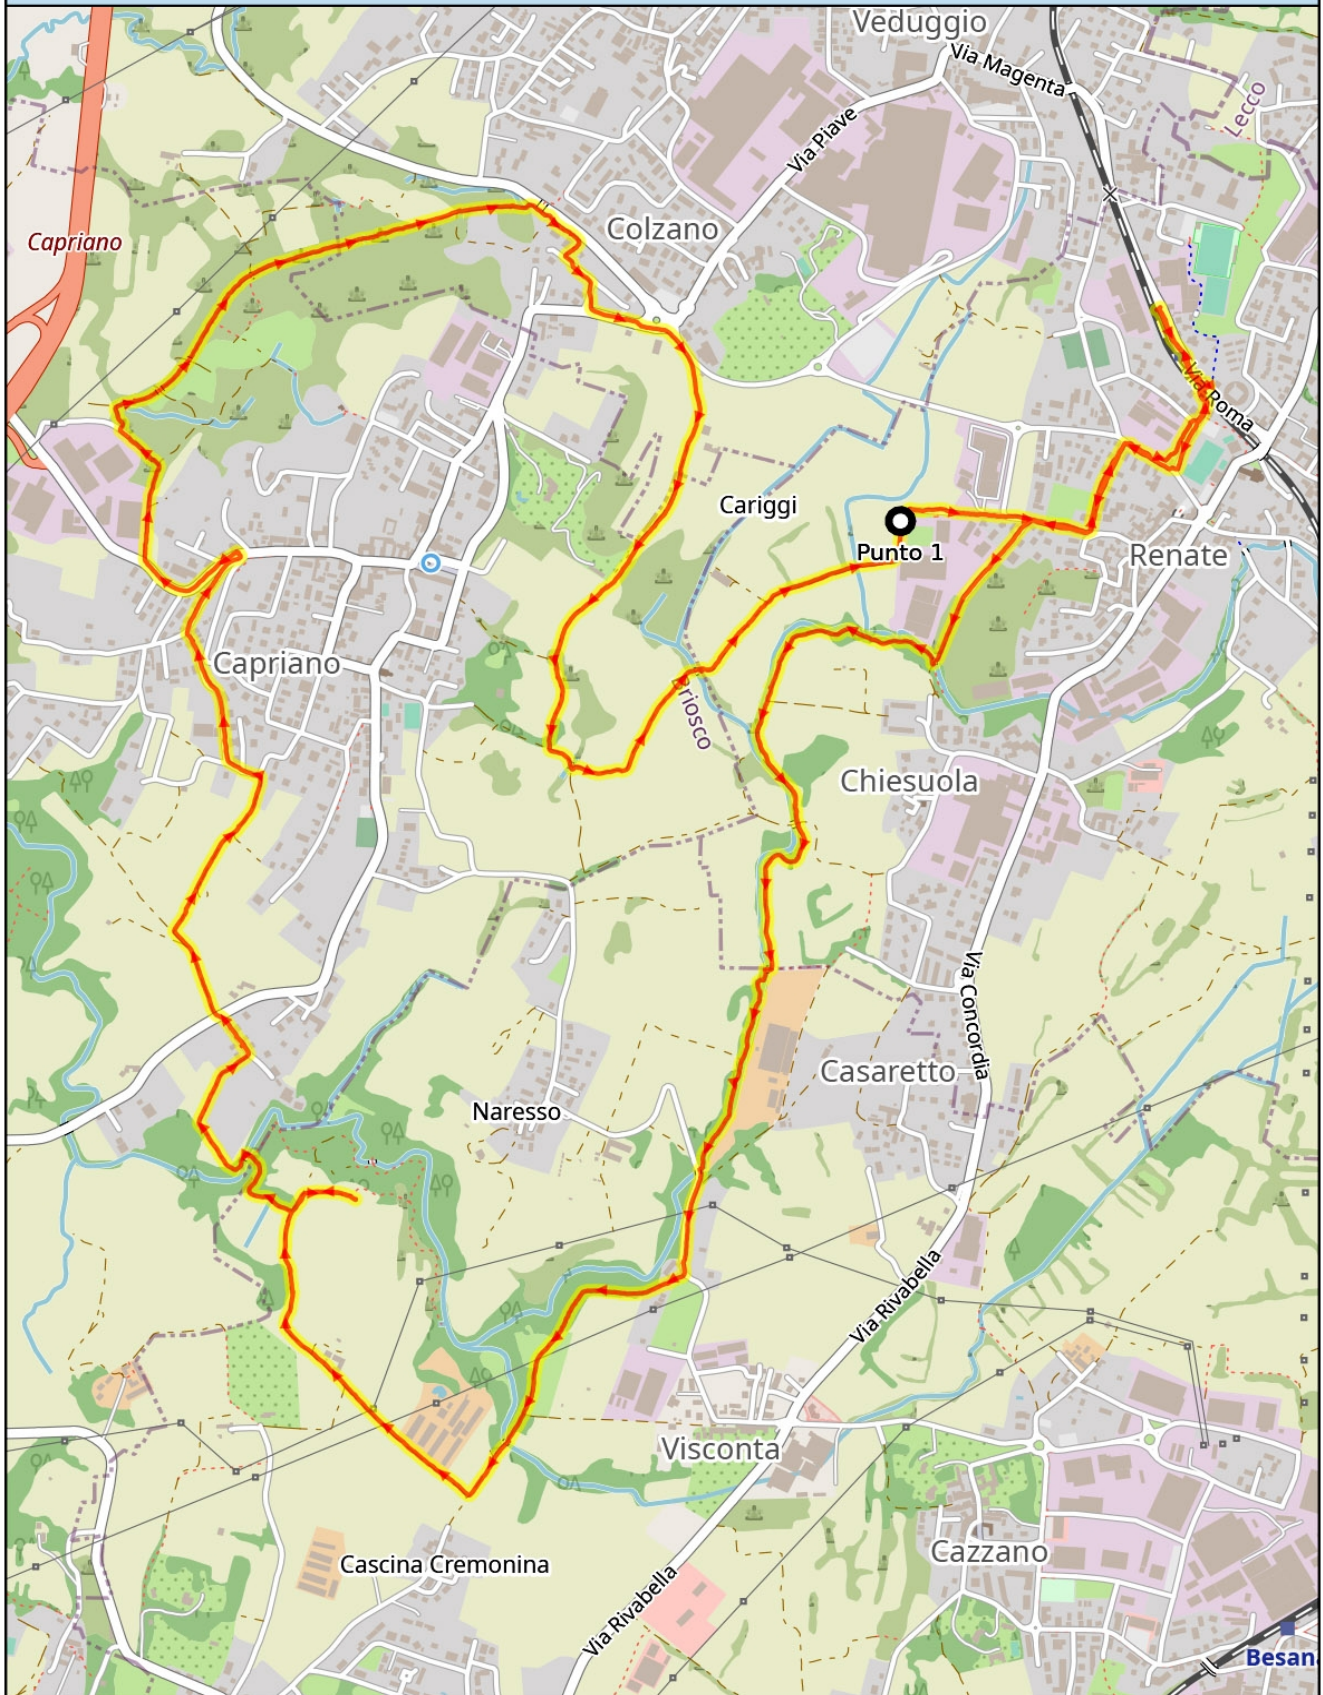 Veduggio
Via Magenta
Lecco
Via Piave
Colzano
Capriano
Via Roma
Cariggi
Punto 1
Renate
Capriano
Briosco
Chiesuola
Via Concordia
Casaretto
Naresso
Via Rivabella
Visconta
Cazzano
Cascina Cremonina
Via Rivabella
Besan